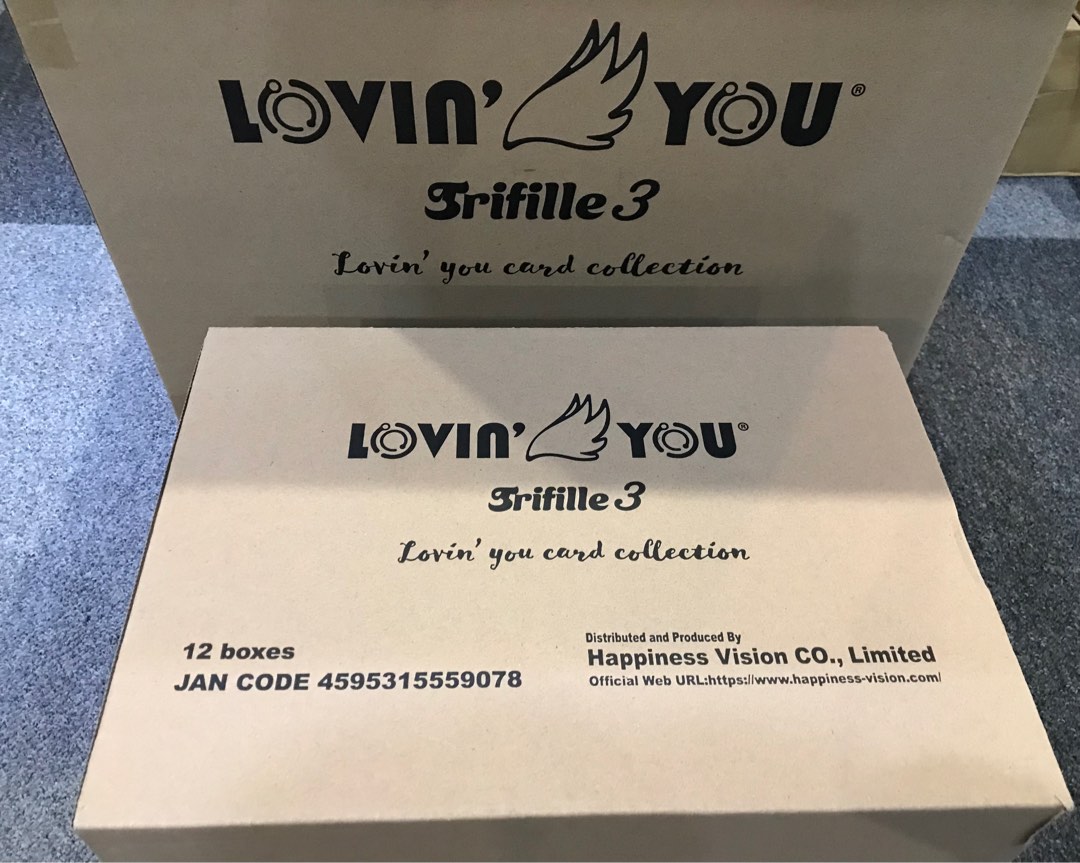 LOVIN' YOU®
Trifille 3
Lovin' you card collection
LOVIN' YOU®
Trifille 3
Lovin' you card collection
12 boxes
JAN CODE 4595315559078
Distributed and Produced By
Happiness Vision CO., Limited
Official Web URL:https://www.happiness-vision.com/